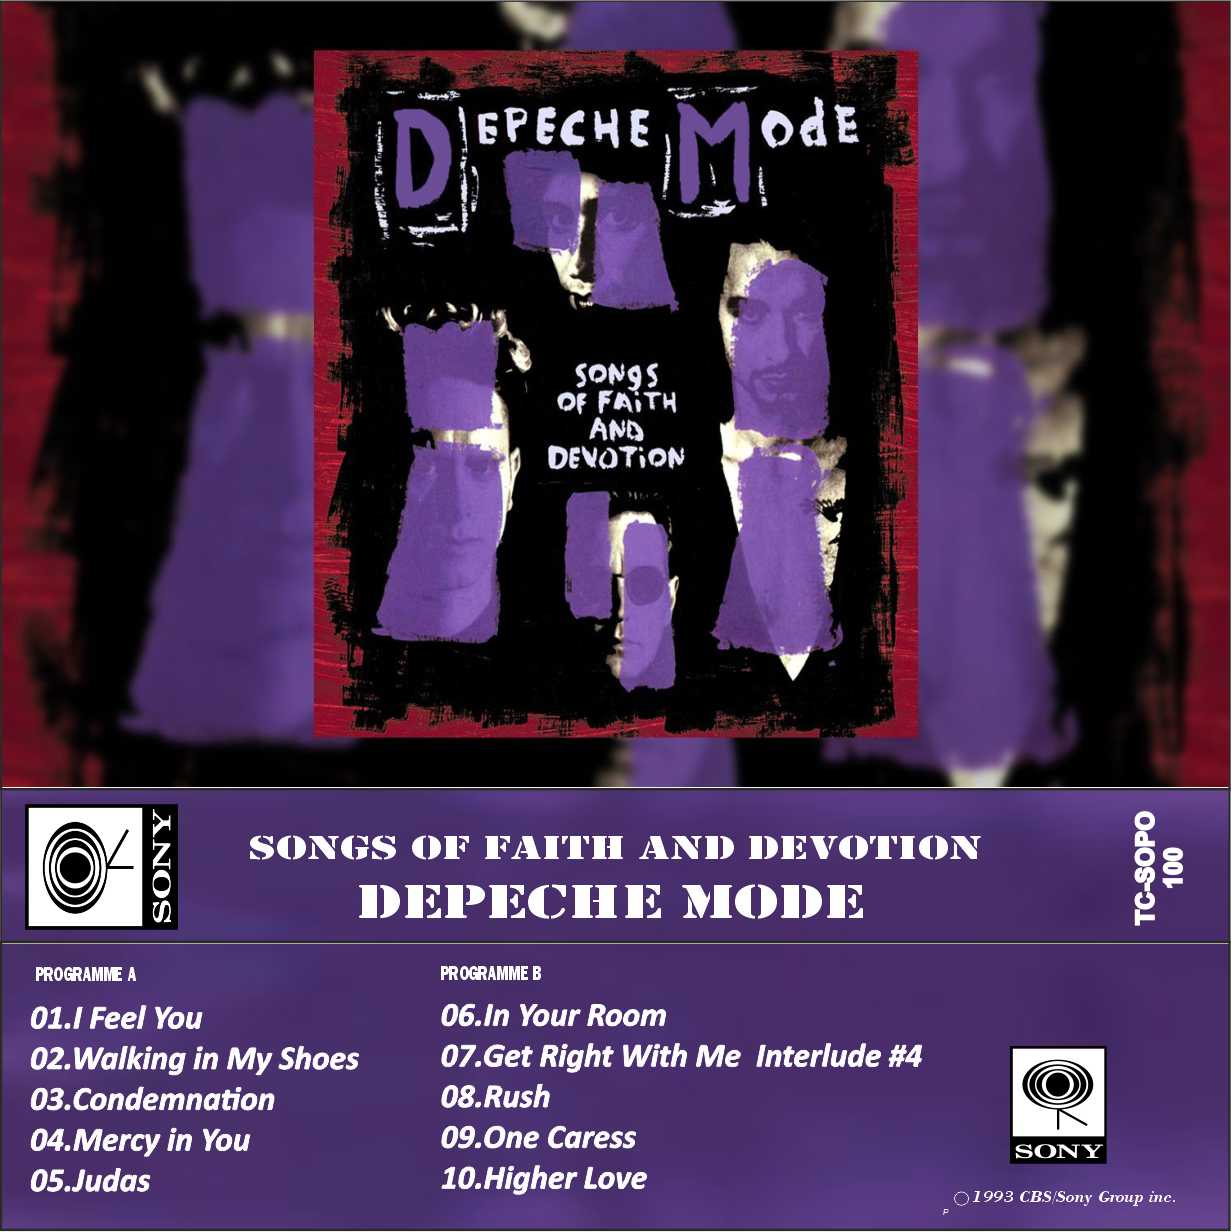 DEPECHE MODE
SONGS
OF FAiTH
AND
DEVOTiON
SONY
SONGS OF FAITH AND DEVOTION
DEPECHE MODE
TC-SOPO
100
PROGRAMME A
01.I Feel You
02.Walking in My Shoes
03.Condemnation
04.Mercy in You
05.Judas
PROGRAMME B
06.In Your Room
07.Get Right With Me  Interlude #4
08.Rush
09.One Caress
10.Higher Love
SONY
P 1993 CBS/Sony Group inc.